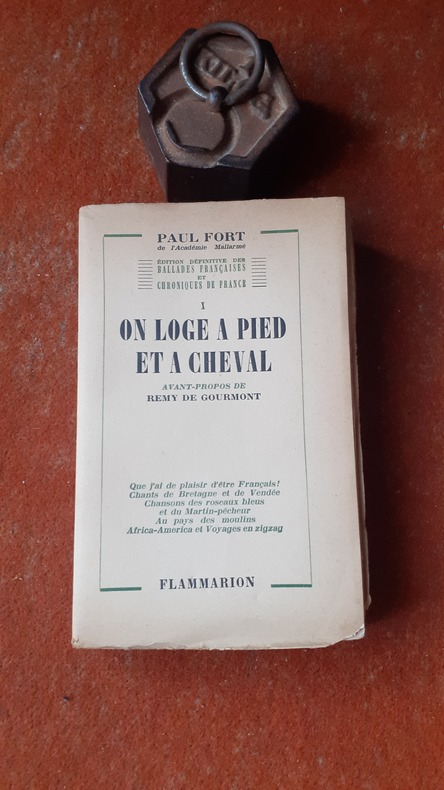 PAUL FORT
de l'Académie Mallarmé
ÉDITION DÉFINITIVE DES
BALLADES FRANÇAISES
ET
CHRONIQUES DE FRANCE
I
ON LOGE A PIED
ET A CHEVAL
AVANT-PROPOS DE
REMY DE GOURMONT
Que j'ai de plaisir d'être Français!
Chants de Bretagne et de Vendée
Chansons des roseaux bleus
et du Martin-pêcheur
Au pays des moulins
Africa-America et Voyages en zigzag
FLAMMARION